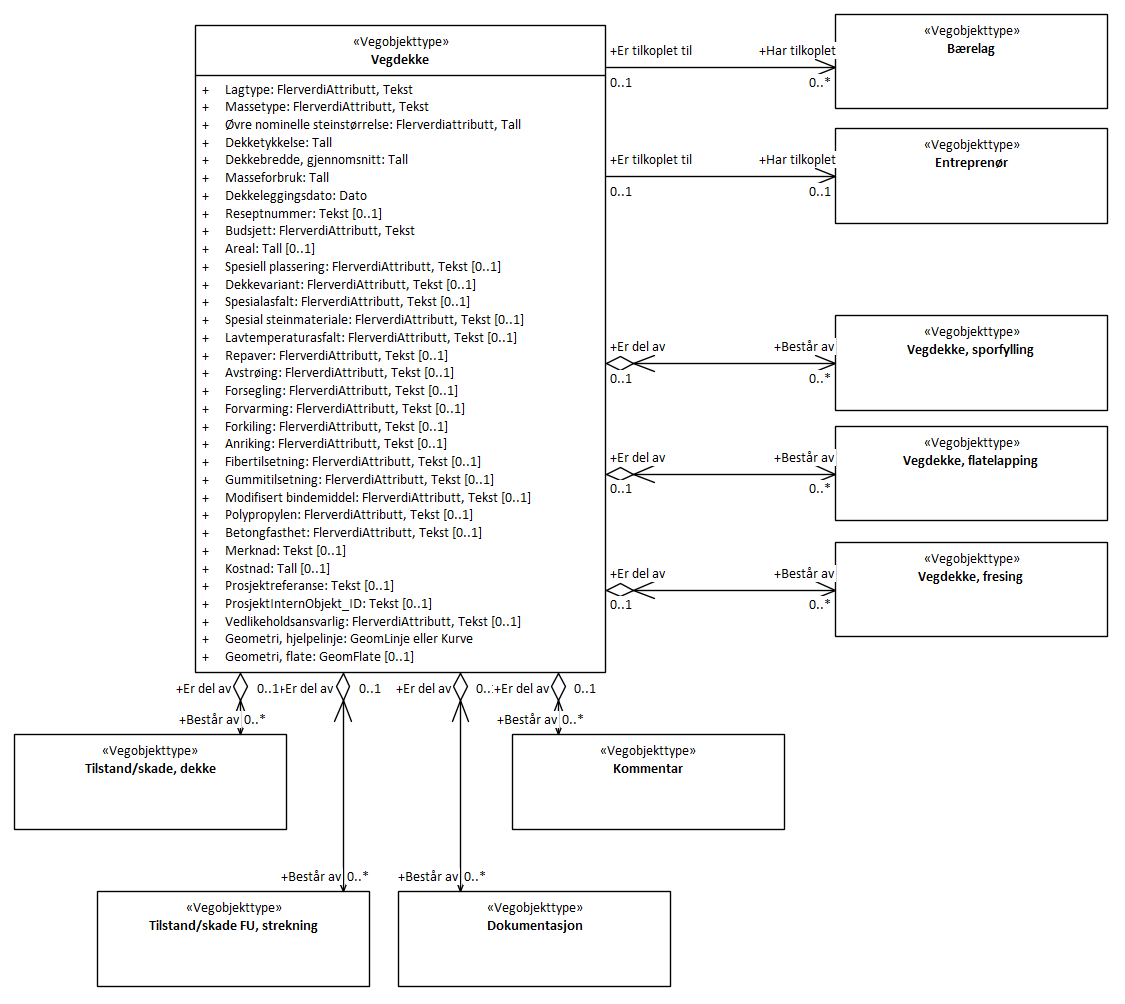 «Vegobjekttype»
Vegdekke
+ Lagtype: FlerverdiAttributt, Tekst
+ Massetype: FlerverdiAttributt, Tekst
+ Øvre nominelle steinstørrelse: Flerverdiattributt, Tall
+ Dekketykkelse: Tall
+ Dekkebredde, gjennomsnitt: Tall
+ Masseforbruk: Tall
+ Dekkeleggingsdato: Dato
+ Reseptnummer: Tekst [0..1]
+ Budsjett: FlerverdiAttributt, Tekst
+ Areal: Tall [0..1]
+ Spesiell plassering: FlerverdiAttributt, Tekst [0..1]
+ Dekkevariant: FlerverdiAttributt, Tekst [0..1]
+ Spesialasfalt: FlerverdiAttributt, Tekst [0..1]
+ Spesial steinmateriale: FlerverdiAttributt, Tekst [0..1]
+ Lavtemperaturasfalt: FlerverdiAttributt, Tekst [0..1]
+ Repaver: FlerverdiAttributt, Tekst [0..1]
+ Avstrøing: FlerverdiAttributt, Tekst [0..1]
+ Forsegling: FlerverdiAttributt, Tekst [0..1]
+ Forvarming: FlerverdiAttributt, Tekst [0..1]
+ Forkiling: FlerverdiAttributt, Tekst [0..1]
+ Anriking: FlerverdiAttributt, Tekst [0..1]
+ Fibertilsetning: FlerverdiAttributt, Tekst [0..1]
+ Gummitilsetning: FlerverdiAttributt, Tekst [0..1]
+ Modifisert bindemiddel: FlerverdiAttributt, Tekst [0..1]
+ Polypropylen: FlerverdiAttributt, Tekst [0..1]
+ Betongfasthet: FlerverdiAttributt, Tekst [0..1]
+ Merknad: Tekst [0..1]
+ Kostnad: Tall [0..1]
+ Prosjektreferanse: Tekst [0..1]
+ ProsjektInternObjekt_ID: Tekst [0..1]
+ Vedlikeholdsansvarlig: FlerverdiAttributt, Tekst [0..1]
+ Geometri, hjelpelinje: GeomLinje eller Kurve
+ Geometri, flate: GeomFlate [0..1]
+Er tilkoplet til +Har tilkoplet
0..1 0..*
«Vegobjekttype»
Bærelag
+Er tilkoplet til +Har tilkoplet
0..1 0..1
«Vegobjekttype»
Entreprenør
+Er del av +Består av
0..1 0..*
«Vegobjekttype»
Vegdekke, sporfylling
+Er del av +Består av
0..1 0..*
«Vegobjekttype»
Vegdekke, flatelapping
+Er del av +Består av
0..1 0..*
«Vegobjekttype»
Vegdekke, fresing
+Er del av 0..1 +Er del av 0..1 +Er del av 0.. +Er del av 0..1
+Består av 0..* +Består av 0..*
«Vegobjekttype»
Tilstand/skade, dekke
«Vegobjekttype»
Kommentar
+Består av 0..* +Består av 0..*
«Vegobjekttype»
Tilstand/skade FU, strekning
«Vegobjekttype»
Dokumentasjon